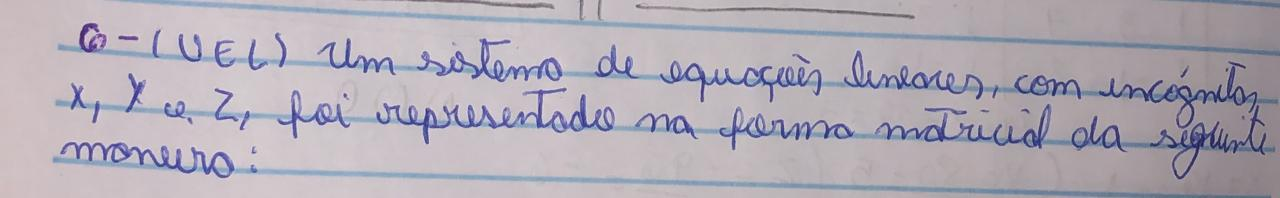 6-(UEL) Um sistema de equações lineares, com incógnitas
x, y e z, foi representado na forma matricial da seguinte
maneira: